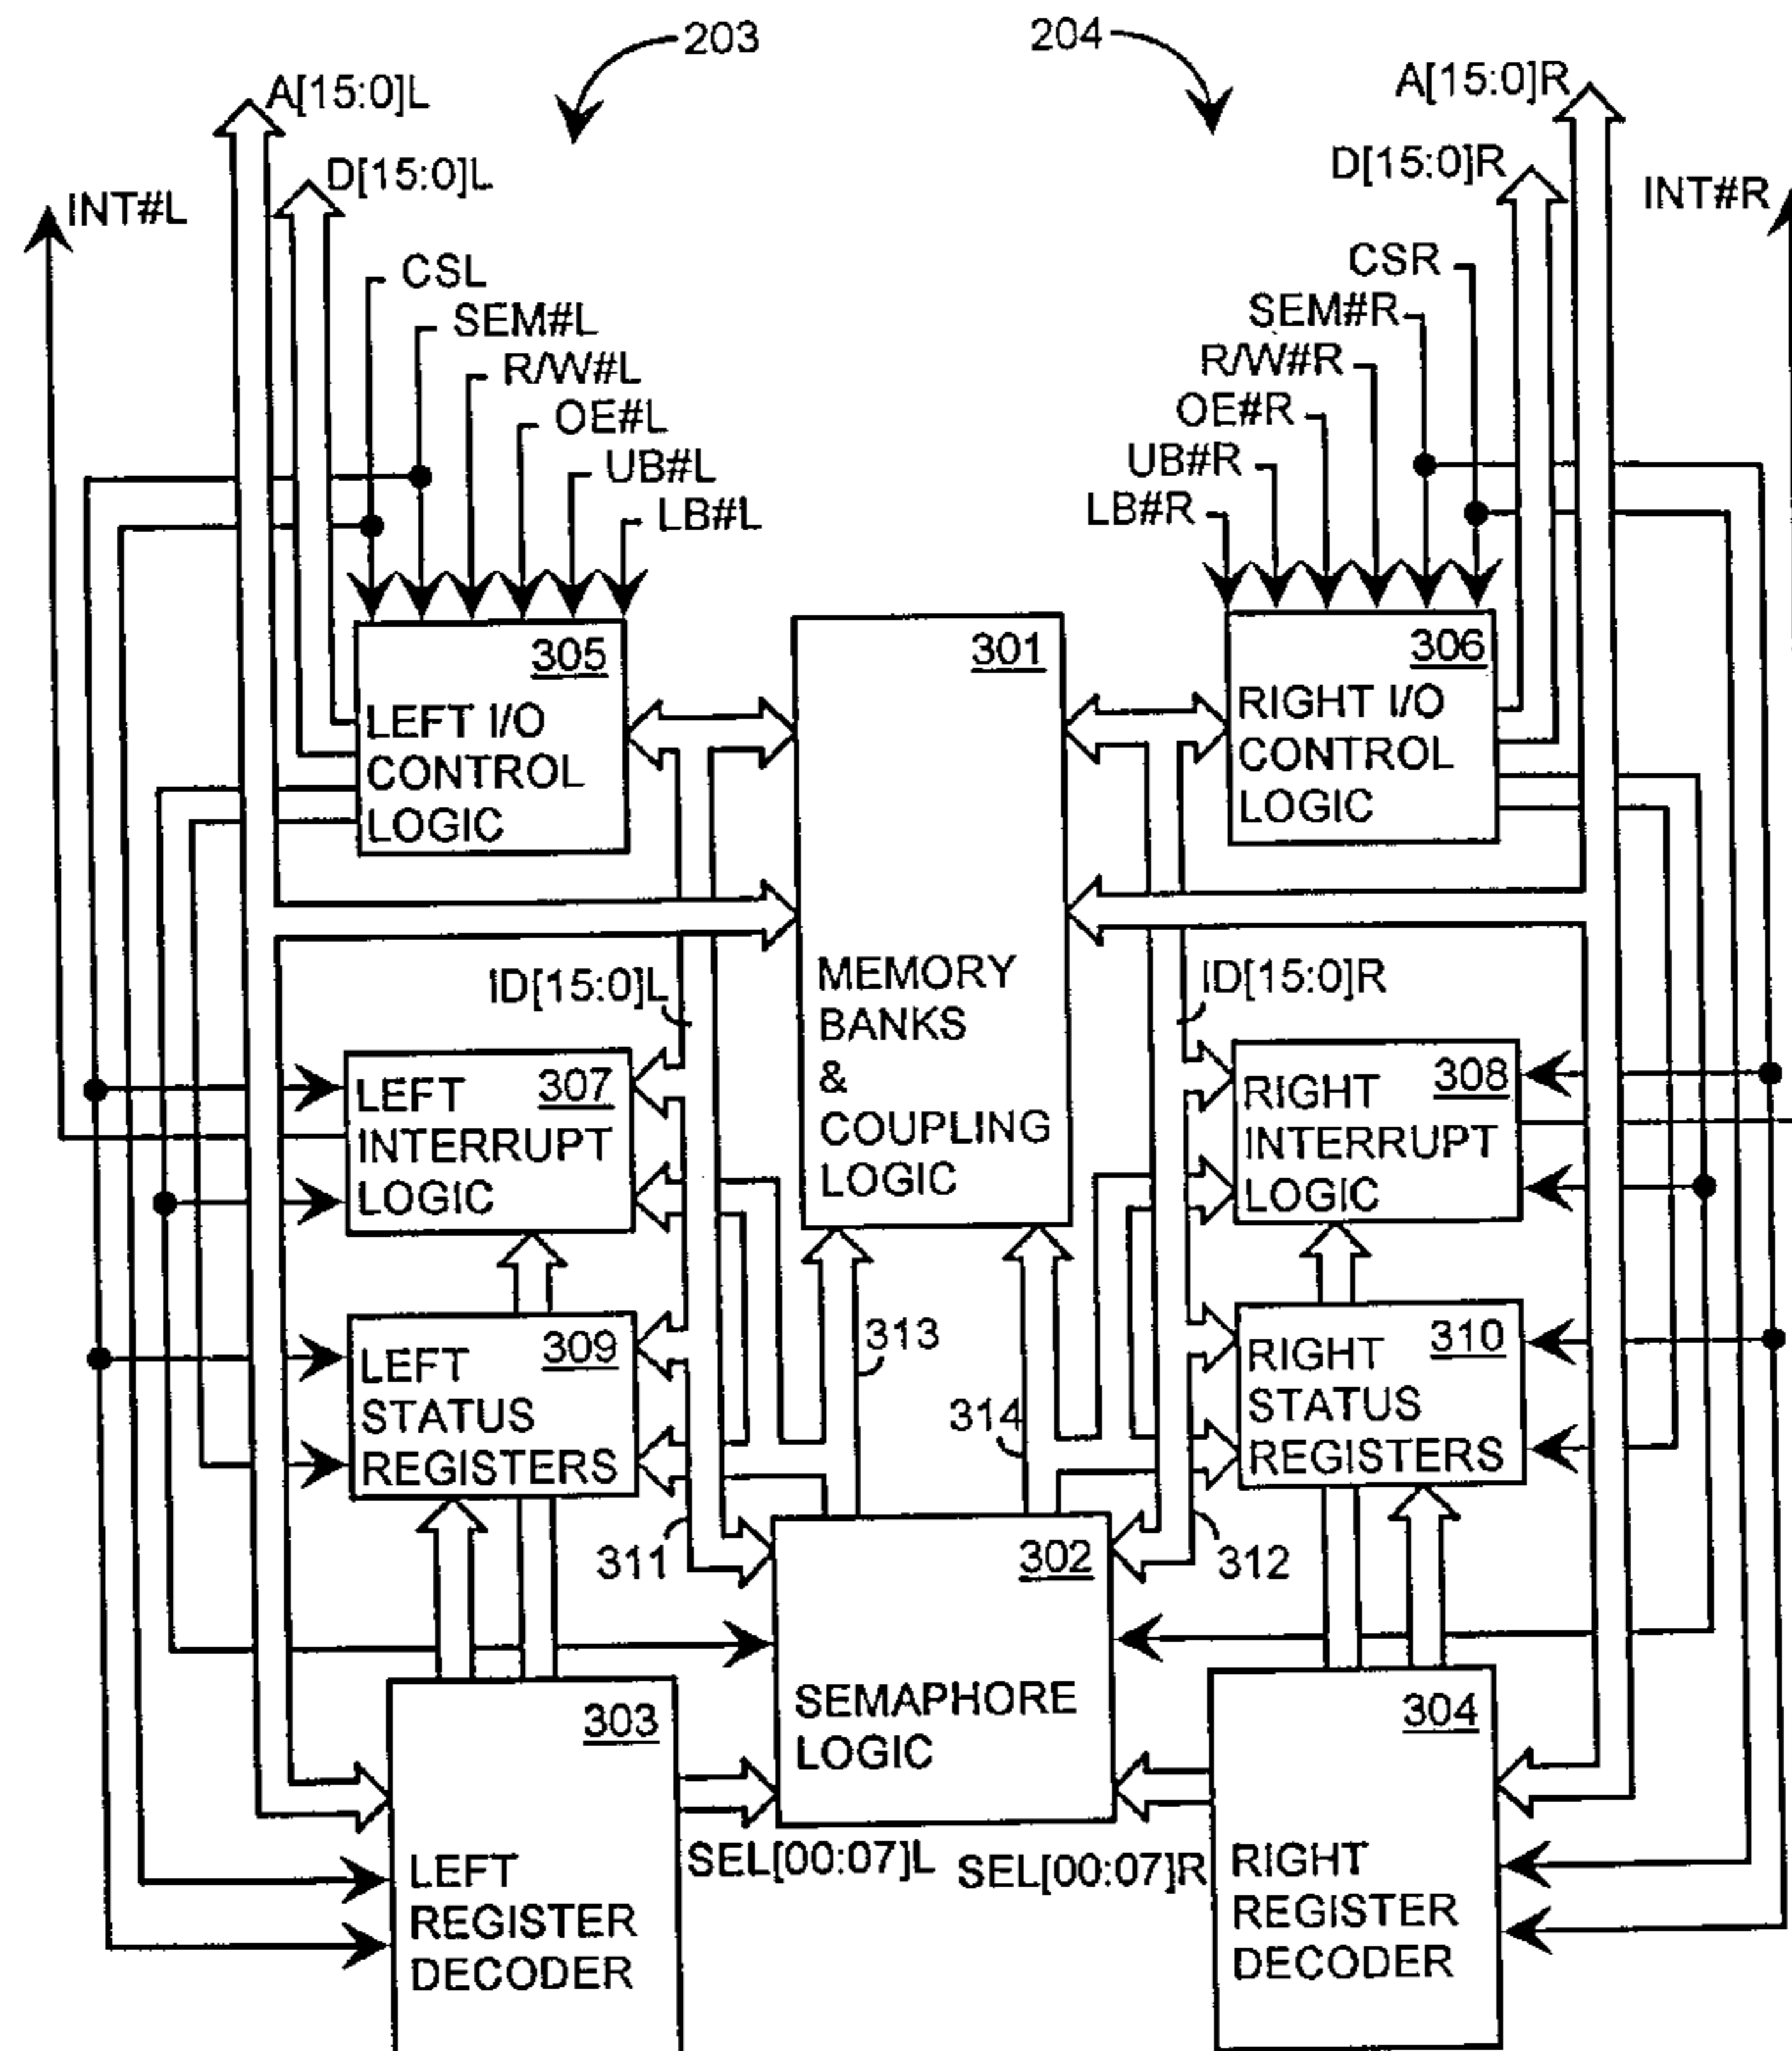 203
204
A[15:0]L
A[15:0]R
D[15:0]L
D[15:0]R
INT#L
INT#R
CSL
CSR
SEM#L
SEM#R
R/W#L
R/W#R
OE#L
OE#R
UB#L
UB#R
LB#L
LB#R
305
LEFT I/O
CONTROL
LOGIC
301
MEMORY
BANKS
&
COUPLING
LOGIC
306
RIGHT I/O
CONTROL
LOGIC
ID[15:0]L
ID[15:0]R
307
LEFT
INTERRUPT
LOGIC
308
RIGHT
INTERRUPT
LOGIC
309
LEFT
STATUS
REGISTERS
313
314
310
RIGHT
STATUS
REGISTERS
311
302
SEMAPHORE
LOGIC
312
303
LEFT
REGISTER
DECODER
SEL[00:07]L
SEL[00:07]R
304
RIGHT
REGISTER
DECODER